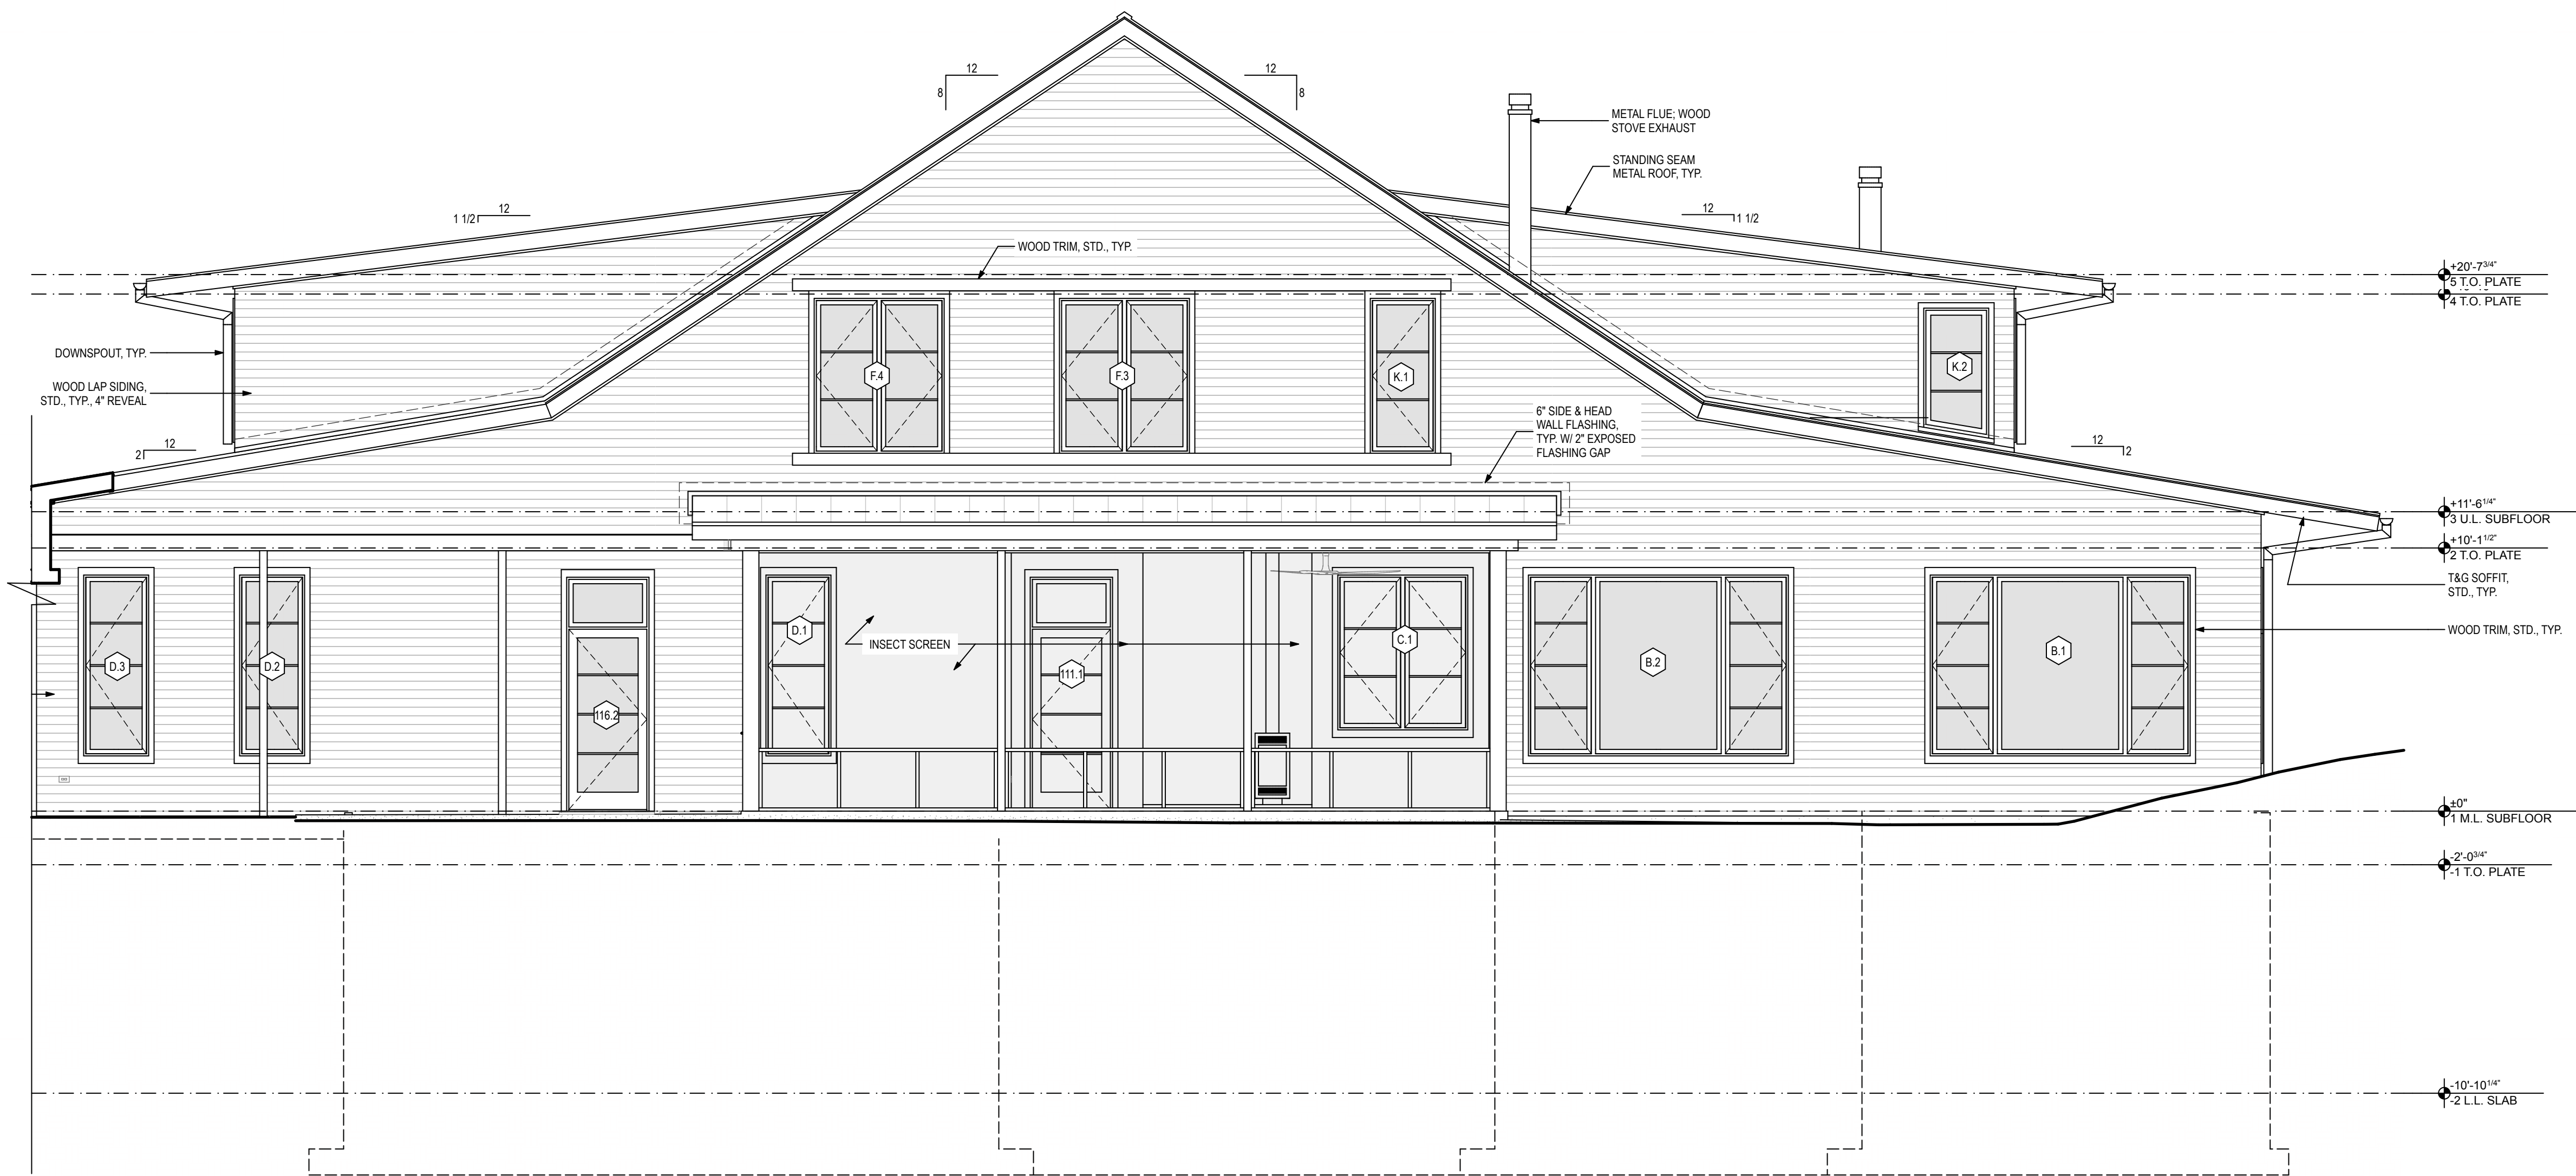 12
8
12
8
METAL FLUE; WOOD
STOVE EXHAUST
STANDING SEAM
METAL ROOF, TYP.
12
1 1/2
12
1 1/2
WOOD TRIM, STD., TYP.
+20'-7 3/4"
5 T.O. PLATE
4 T.O. PLATE
DOWNSPOUT, TYP.
WOOD LAP SIDING,
STD., TYP., 4" REVEAL
F.4
F.3
K.1
K.2
6" SIDE & HEAD
WALL FLASHING,
TYP. W/ 2" EXPOSED
FLASHING GAP
12
2
12
2
+11'-6 1/4"
3 U.L. SUBFLOOR
+10'-1 1/2"
2 T.O. PLATE
T&G SOFFIT,
STD., TYP.
WOOD TRIM, STD., TYP.
D.3
D.2
116.2
D.1
INSECT SCREEN
111.1
C.1
B.2
B.1
±0"
1 M.L. SUBFLOOR
-2'-0 3/4"
-1 T.O. PLATE
-10'-10 1/4"
-2 L.L. SLAB